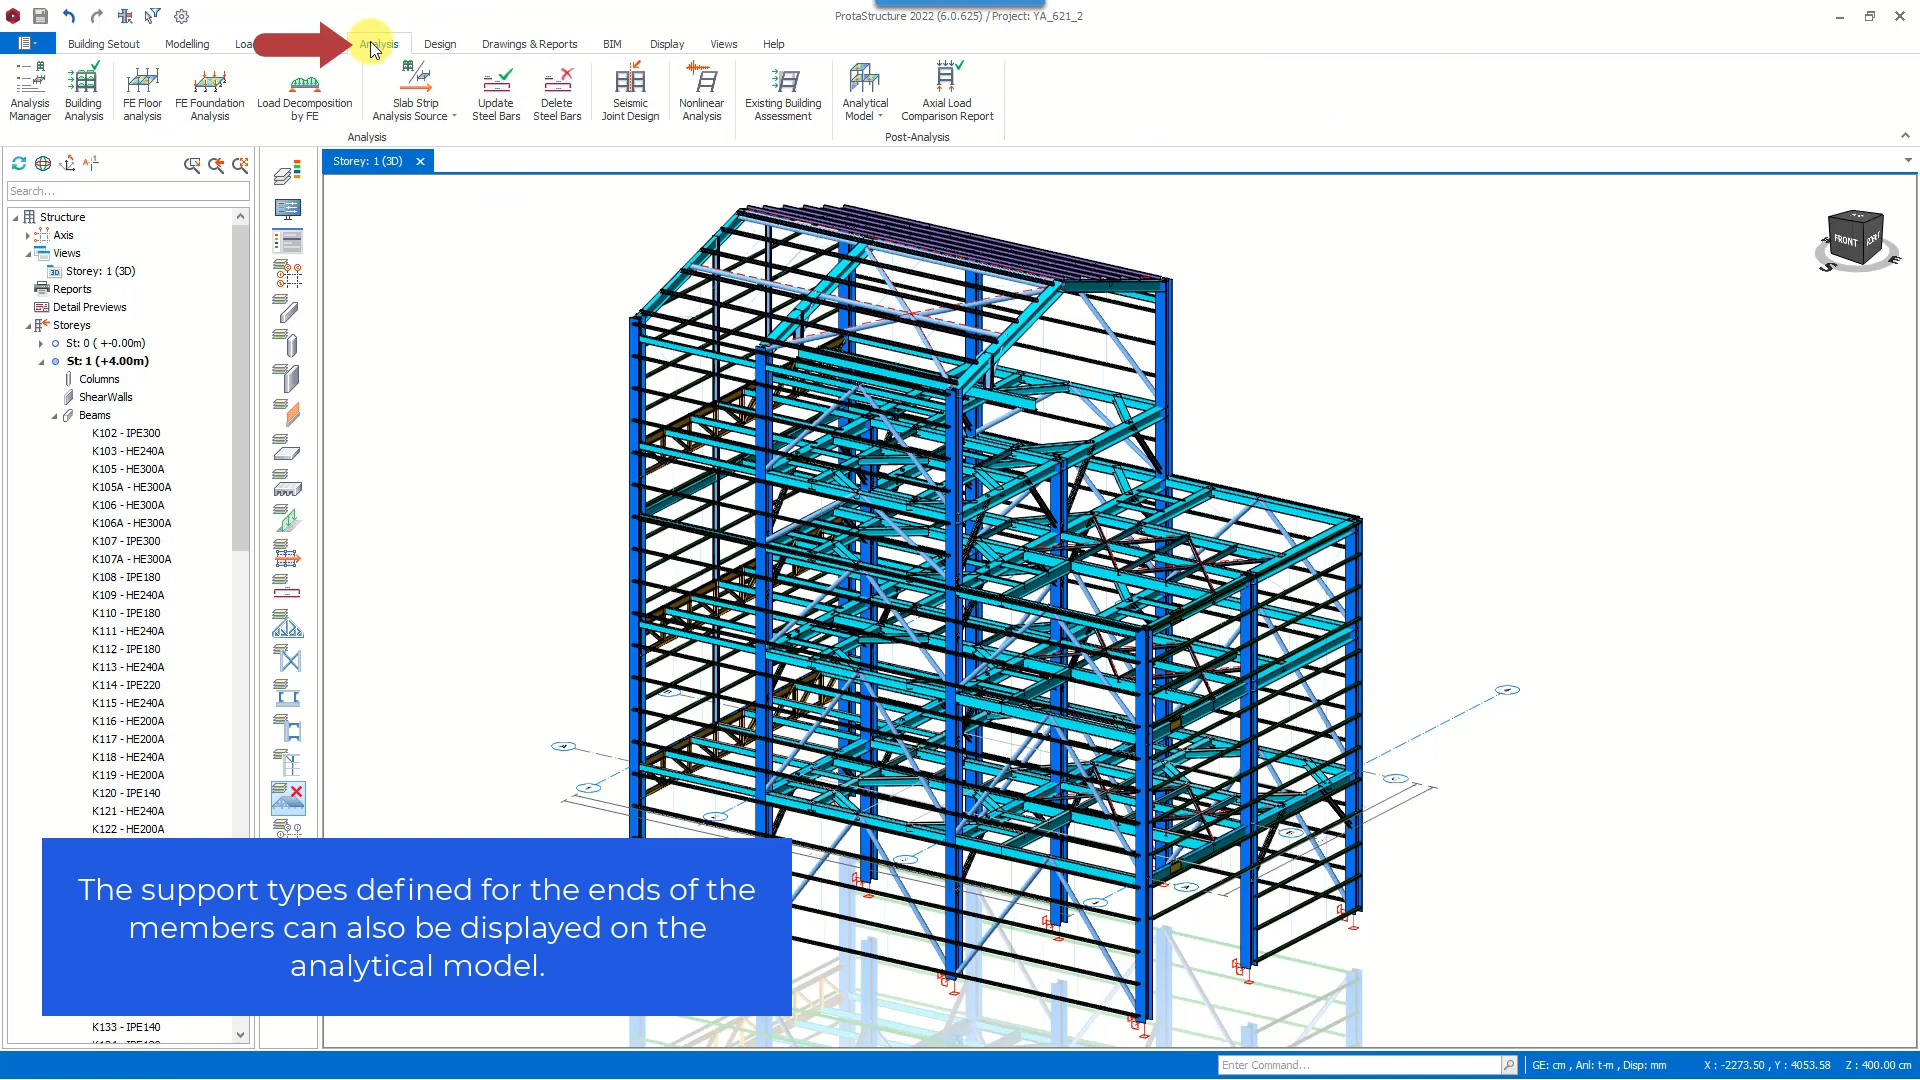 ProtaStructure 2022 (6.0.625) / Project: YA_621_2
Building Setout
Modelling
Loa
Analysis
Design
Drawings & Reports
BIM
Display
Views
Help
Analysis Manager
Building Analysis
FE Floor analysis
FE Foundation Analysis
Load Decomposition by FE
Slab Strip Analysis Source
Update Steel Bars
Delete Steel Bars
Seismic Joint Design
Nonlinear Analysis
Existing Building Assessment
Analytical Model
Axial Load Comparison Report
Analysis
Post-Analysis
Storey: 1 (3D)
Search...
Structure
Axis
Views
3D Storey: 1 (3D)
Reports
Detail Previews
Storeys
St: 0 ( +-0.00m)
St: 1 (+4.00m)
Columns
ShearWalls
Beams
K102 - IPE300
K103 - HE240A
K105 - HE300A
K105A - HE300A
K106 - HE300A
K106A - HE300A
K107 - IPE300
K107A - HE300A
K108 - IPE180
K109 - HE240A
K110 - IPE180
K111 - HE240A
K112 - IPE180
K113 - HE240A
K114 - IPE220
K115 - HE240A
K116 - HE200A
K117 - HE200A
K118 - HE240A
K119 - HE200A
K120 - IPE140
K121 - HE240A
K122 - HE200A
K133 - IPE140
FRONT
S
E
The support types defined for the ends of the
members can also be displayed on the
analytical model.
Enter Command...
GE: cm , Anl: t-m , Disp: mm
X : -2273.50 , Y : 4053.58
Z : 400.00 cm